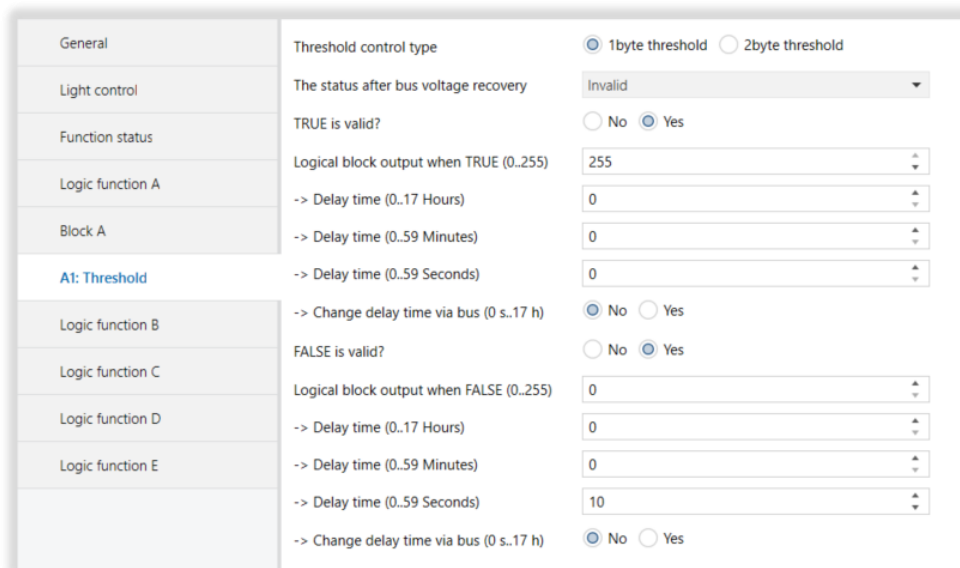 General
Light control
Function status
Logic function A
Block A
A1: Threshold
Logic function B
Logic function C
Logic function D
Logic function E
Threshold control type 1byte threshold 2byte threshold
The status after bus voltage recovery Invalid
TRUE is valid? No Yes
Logical block output when TRUE (0..255) 255
-> Delay time (0..17 Hours) 0
-> Delay time (0..59 Minutes) 0
-> Delay time (0..59 Seconds) 0
-> Change delay time via bus (0 s..17 h) No Yes
FALSE is valid? No Yes
Logical block output when FALSE (0..255) 0
-> Delay time (0..17 Hours) 0
-> Delay time (0..59 Minutes) 0
-> Delay time (0..59 Seconds) 10
-> Change delay time via bus (0 s..17 h) No Yes